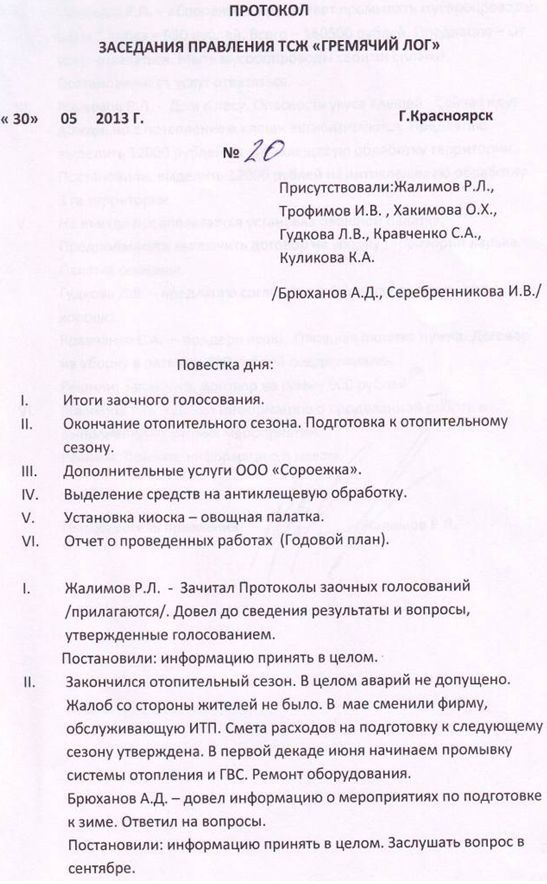 ПРОТОКОЛ
ЗАСЕДАНИЯ ПРАВЛЕНИЯ ТСЖ «ГРЕМЯЧИЙ ЛОГ»
« 30» 05 2013 Г. Г.Красноярск
№ 20
Присутствовали:Жалимов Р.Л.,
Трофимов И.В. , Хакимова О.Х.,
Гудкова Л.В., Кравченко С.А.,
Куликова К.А.
/Брюханов А.Д., Серебренникова И.В./
Повестка дня:
I. Итоги заочного голосования.
II. Окончание отопительного сезона. Подготовка к отопительному
сезону.
III. Дополнительные услуги ООО «Сороежка».
IV. Выделение средств на антиклещевую обработку.
V. Установка киоска – овощная палатка.
VI. Отчет о проведенных работах (Годовой план).
I. Жалимов Р.Л. - Зачитал Протоколы заочных голосований
/прилагаются/. Довел до сведения результаты и вопросы,
утвержденные голосованием.
Постановили: информацию принять в целом.
II. Закончился отопительный сезон. В целом аварий не допущено.
Жалоб со стороны жителей не было. В мае сменили фирму,
обслуживающую ИТП. Смета расходов на подготовку к следующему
сезону утверждена. В первой декаде июня начинаем промывку
системы отопления и ГВС. Ремонт оборудования.
Брюханов А.Д. – довел информацию о мероприятиях по подготовке
к зиме. Ответил на вопросы.
Постановили: информацию принять в целом. Заслушать вопрос в
сентябре.